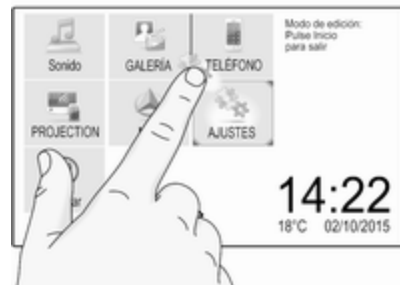 Sonido
GALERÍA
TELÉFONO
Modo de edición:
Pulse Inicio
para salir
PROJECTION
AJUSTES
14:22
18°C 02/10/2015